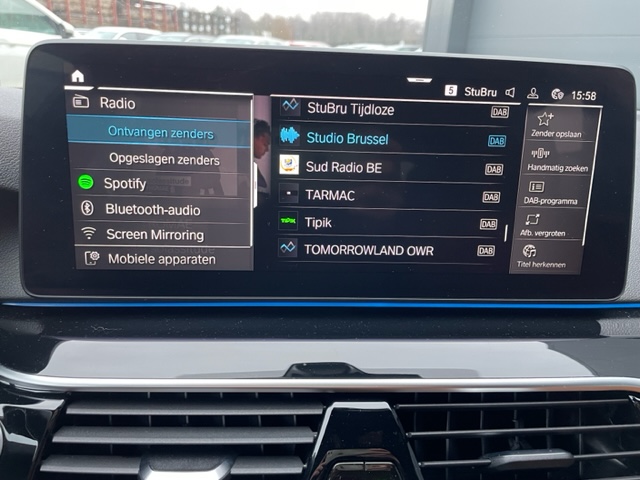 5 StuBru 15:58
Radio
Ontvangen zenders
Opgeslagen zenders
Spotify
Bluetooth-audio
Screen Mirroring
Mobiele apparaten
StuBru Tijdloze DAB
Studio Brussel DAB
Sud Radio BE DAB
TARMAC DAB
TIPIK Tipik DAB
TOMORROWLAND OWR DAB
Zender opslaan
Handmatig zoeken
DAB-programma
Afb. vergroten
Titel herkennen